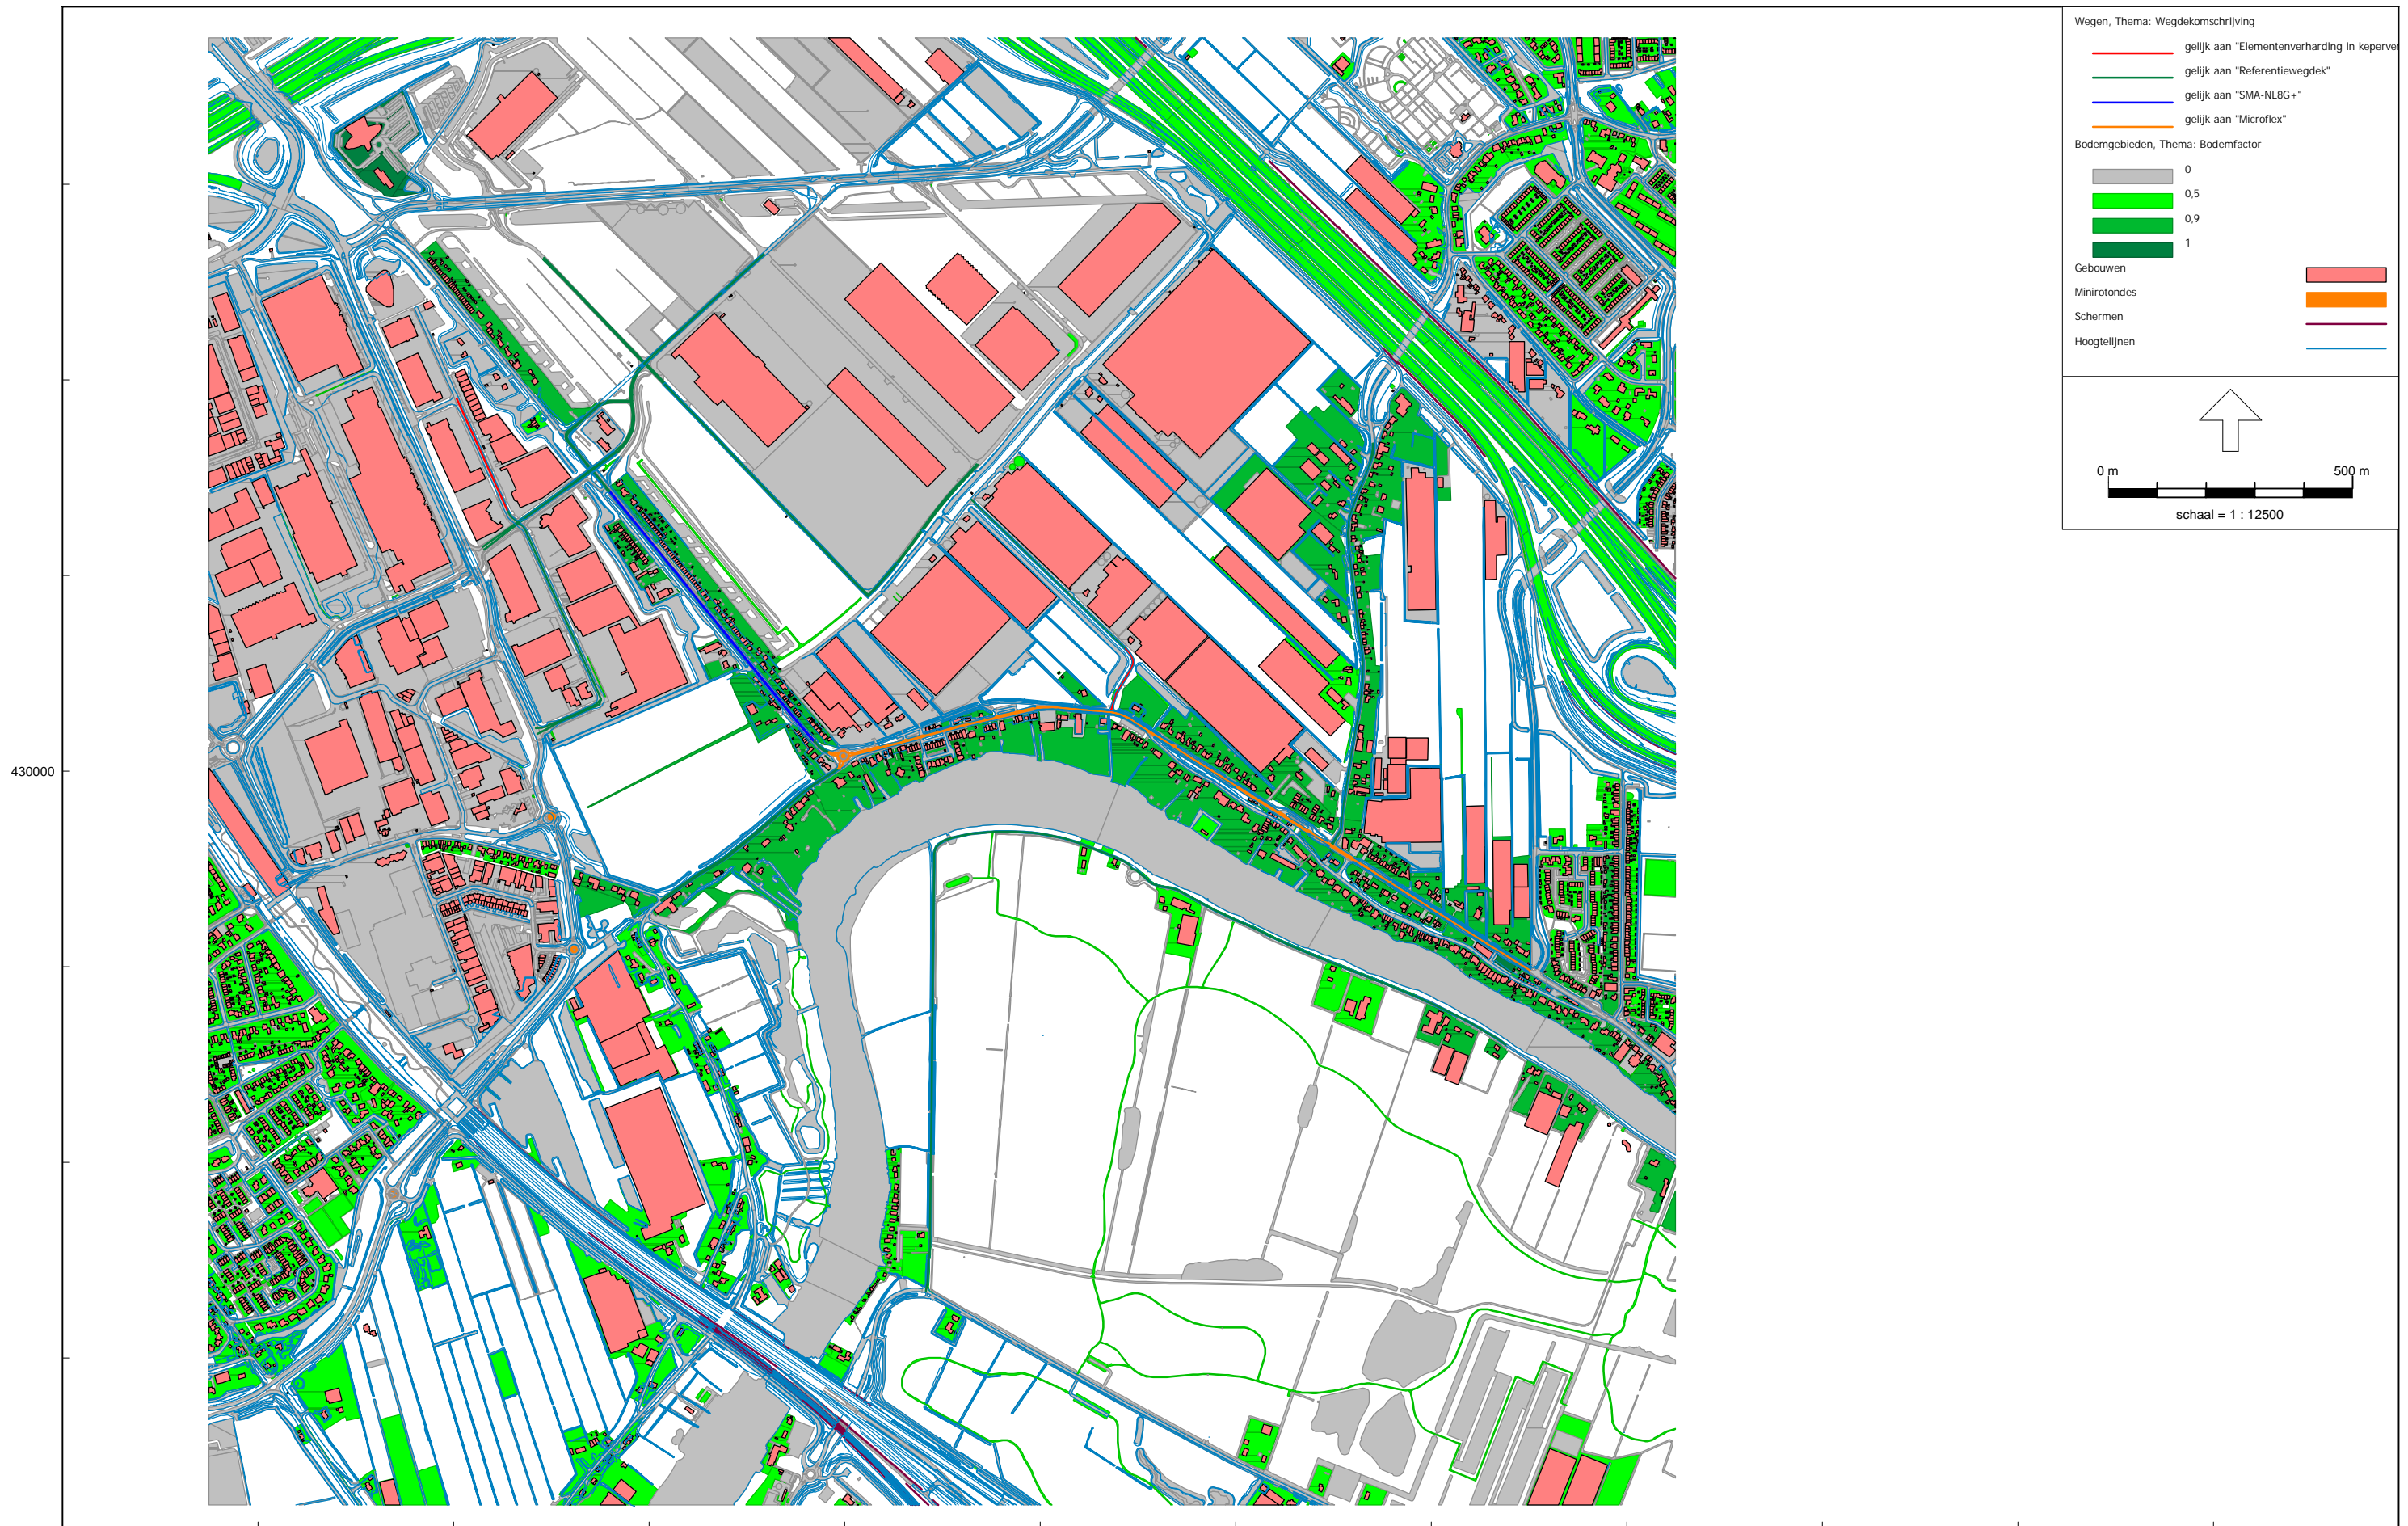 Wegen, Thema: Wegdekomschrijving
gelijk aan "Elementenverharding in keperver
gelijk aan "Referentiewegdek"
gelijk aan "SMA-NL8G+"
gelijk aan "Microflex"
Bodemgebieden, Thema: Bodemfactor
0
0,5
0,9
1
Gebouwen
Minirotondes
Schermen
Hoogtelijnen
0 m 500 m
schaal = 1 : 12500
430000